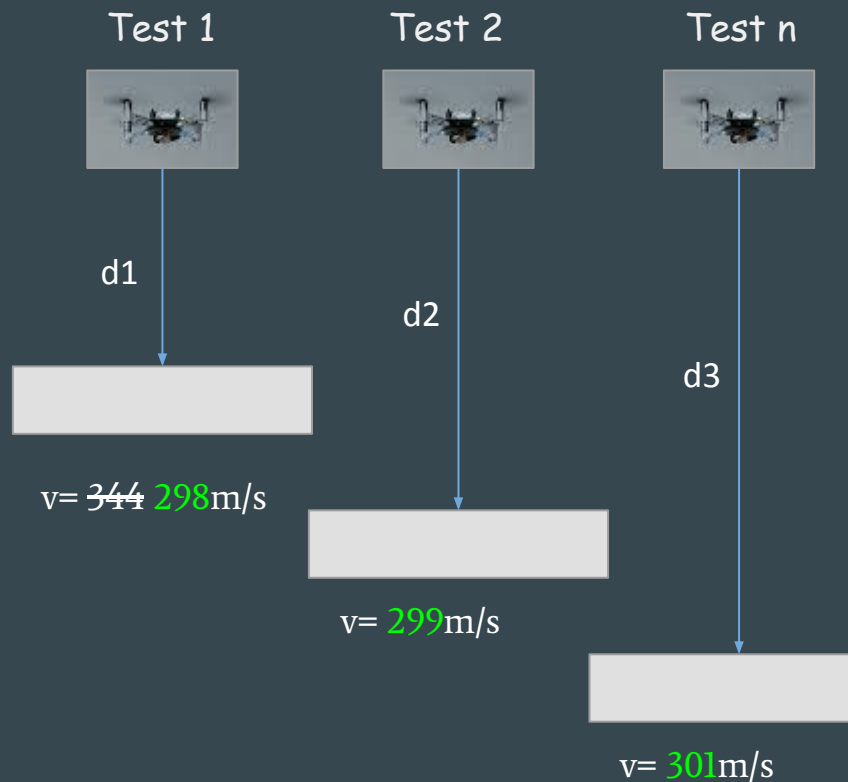 Test 1
Test 2
Test n
d1
d2
d3
v= 344 298m/s
v= 299m/s
v= 301m/s